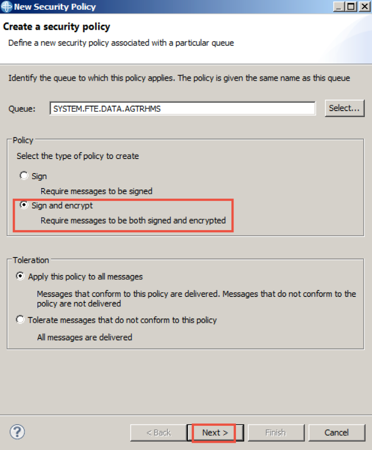 New Security Policy
Create a security policy
Define a new security policy associated with a particular queue
Identify the queue to which this policy applies. The policy is given the same name as this queue
Queue: SYSTEM.FTE.DATA.AGTRHMS Select...
Policy
Select the type of policy to create
Sign
Require messages to be signed
Sign and encrypt
Require messages to be both signed and encrypted
Toleration
Apply this policy to all messages
Messages that conform to this policy are delivered. Messages that do not conform to the
policy are not delivered
Tolerate messages that do not conform to this policy
All messages are delivered
? < Back Next > Finish Cancel